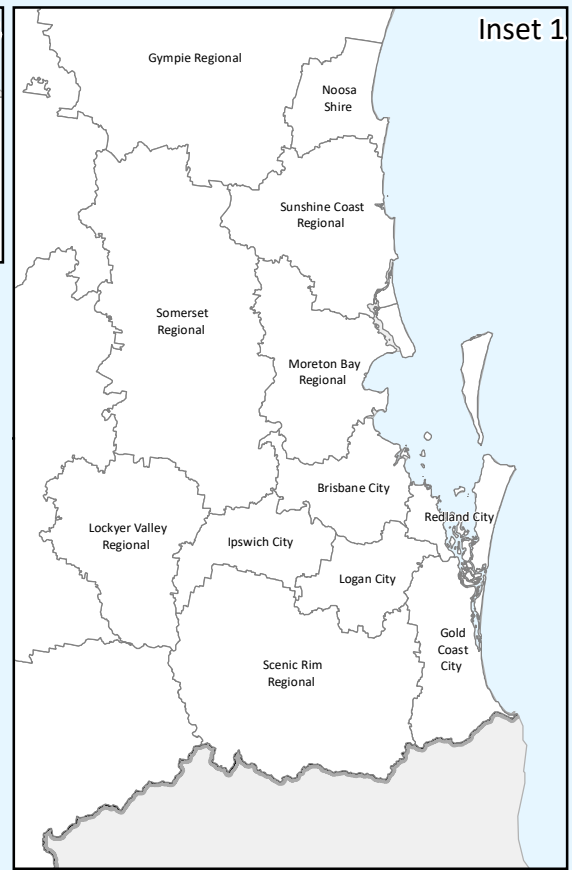 Inset 1
Gympie Regional
Noosa
Shire
Sunshine Coast
Regional
Somerset
Regional
Moreton Bay
Regional
Brisbane City
Redland City
Lockyer Valley
Regional
Ipswich City
Logan City
Gold
Coast
City
Scenic Rim
Regional